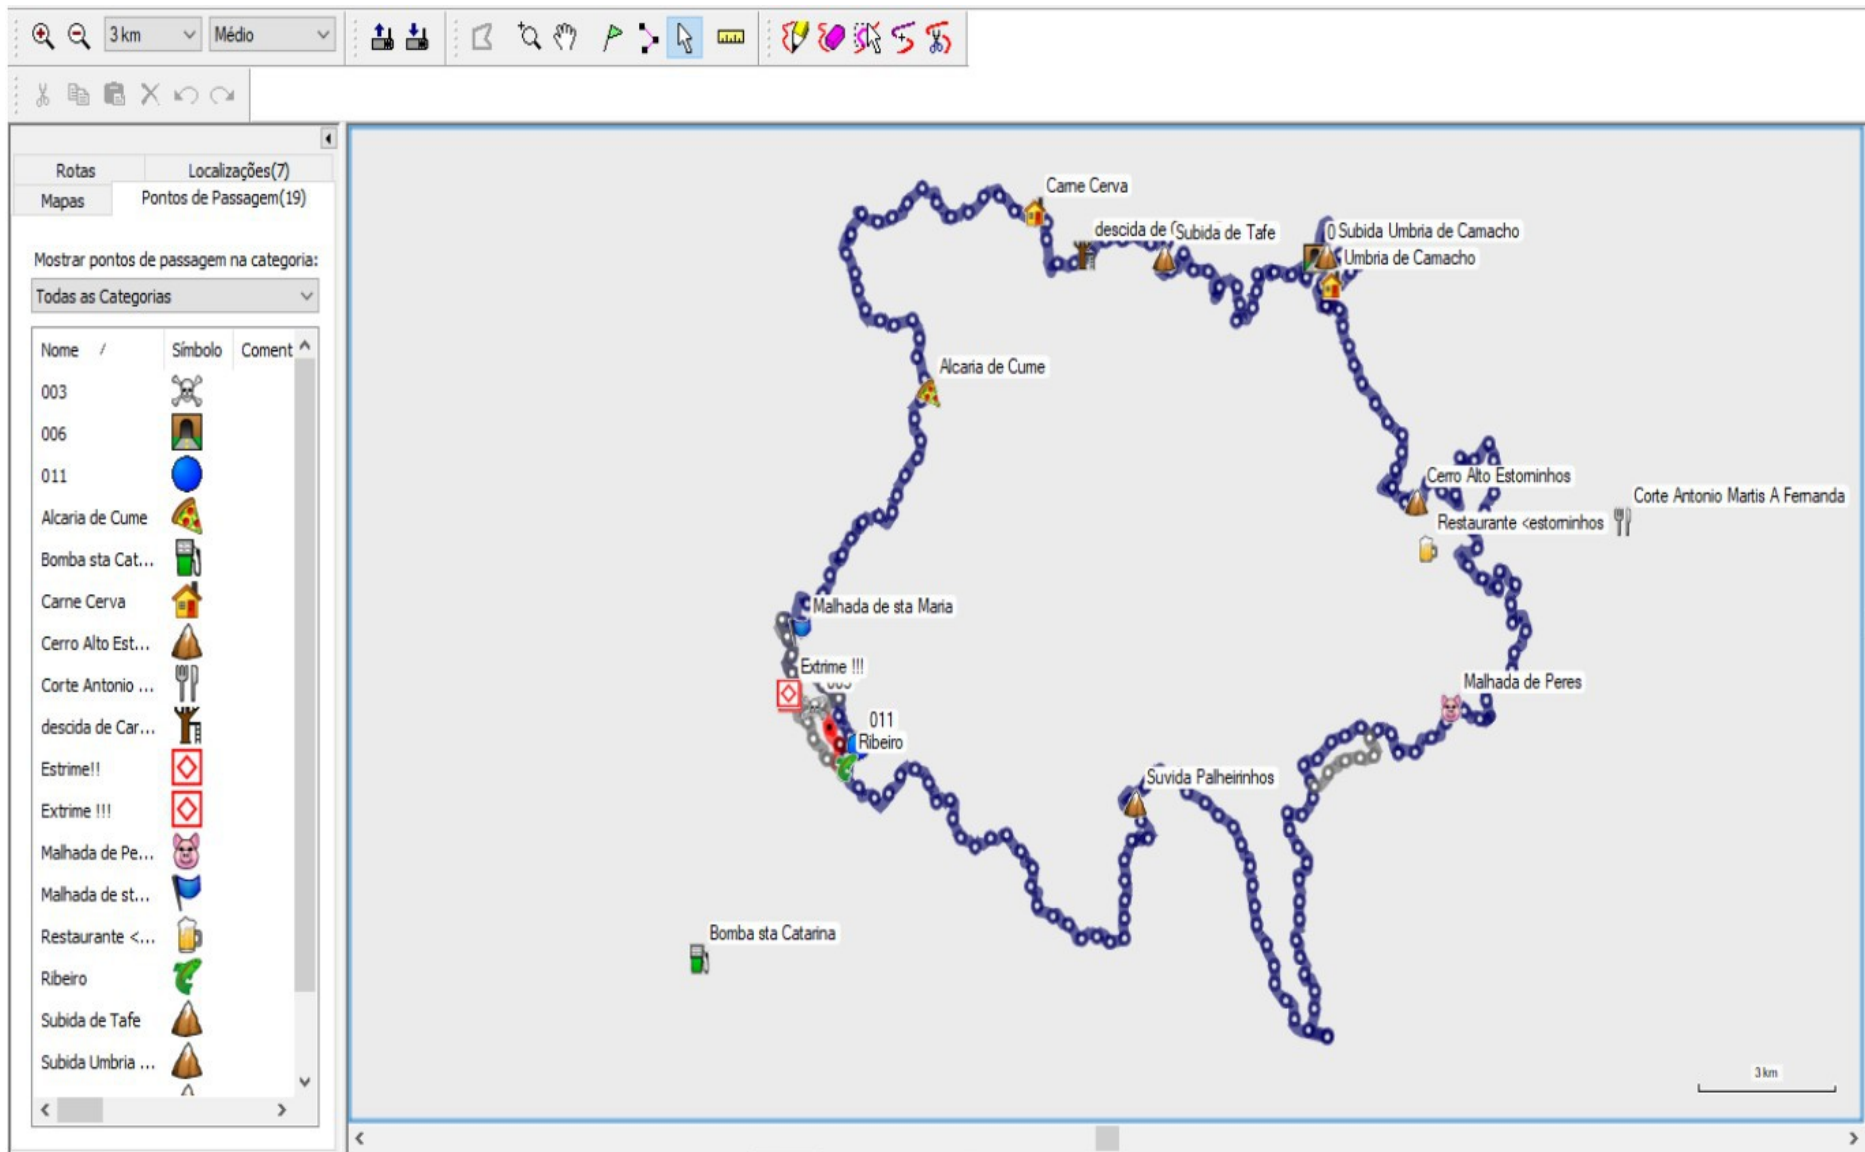 3 km
Médio
Rotas
Localizações(7)
Mapas
Pontos de Passagem(19)
Mostrar pontos de passagem na categoria:
Todas as Categorias
Nome / Símbolo Coment
003
006
011
Alcaria de Cume
Bomba sta Cat...
Carne Cerva
Cerro Alto Est...
Corte Antonio ...
descida de Car...
Estrime!!
Extrime !!!
Malhada de Pe...
Malhada de st...
Restaurante <...
Ribeiro
Subida de Tafe
Subida Umbria ...
Carne Cerva
descida de
Subida de Tafe
0
Subida Umbria de Camacho
Umbria de Camacho
Alcaria de Cume
Cerro Alto Estorninhos
Corte Antonio Martis A Fernanda
Restaurante <estorninhos
Malhada de sta Maria
Extrime !!!
Malhada de Peres
011
Ribeiro
Suvida Palheirinhos
Bomba sta Catarina
3 km